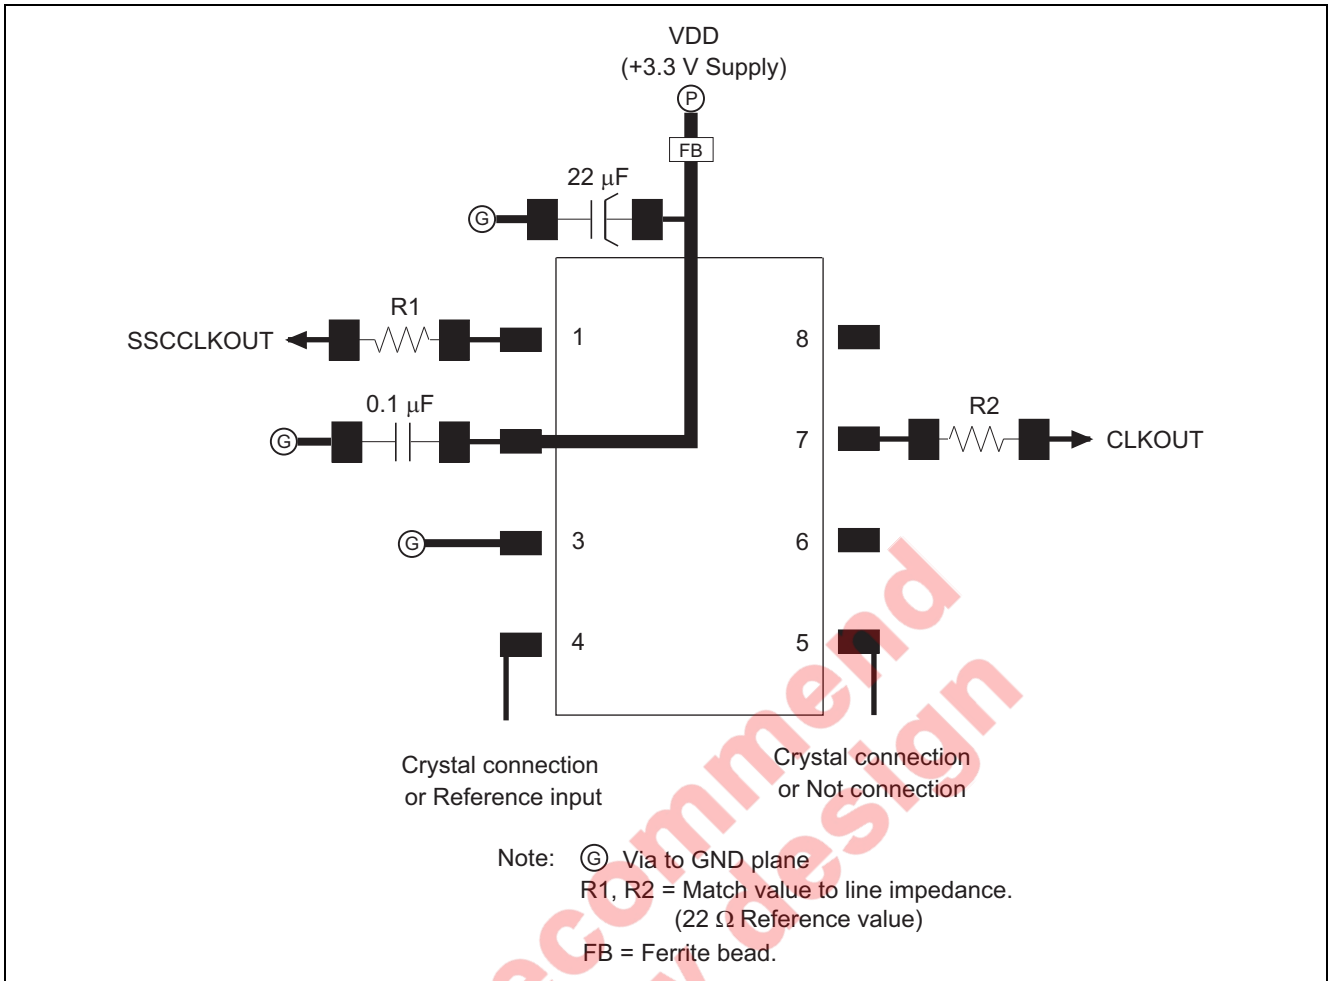 VDD
(+3.3 V Supply)
P
FB
22 μF
G
R1
1
8
SSCCLKOUT
0.1 μF
R2
G
7
CLKOUT
3
6
G
4
5
Crystal connection
or Reference input
Crystal connection
or Not connection
Note: G Via to GND plane
R1, R2 = Match value to line impedance.
(22 Ω Reference value)
FB = Ferrite bead.
ecommend
design